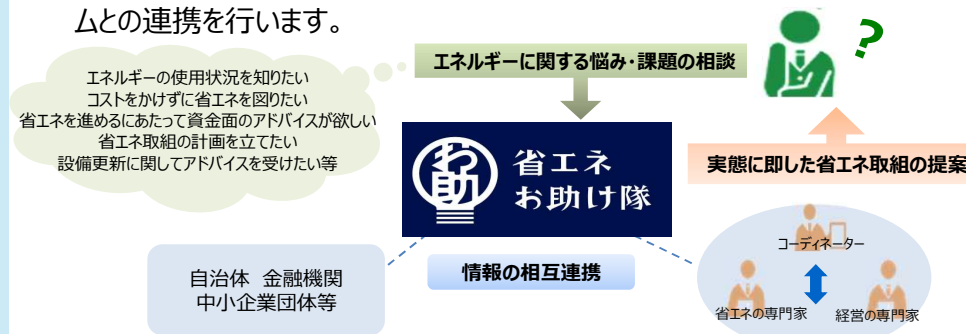 ムとの連携を行います。
エネルギーに関する悩み・課題の相談
?
エネルギーの使用状況を知りたい
コストをかけずに省エネを図りたい
省エネを進めるにあたって資金面のアドバイスが欲しい
省エネ取組の計画を立てたい
設備更新に関してアドバイスを受けたい等
お助
省エネ
お助け隊
実態に即した省エネ取組の提案
自治体 金融機関
中小企業団体等
情報の相互連携
コーディネーター
省エネの専門家
経営の専門家